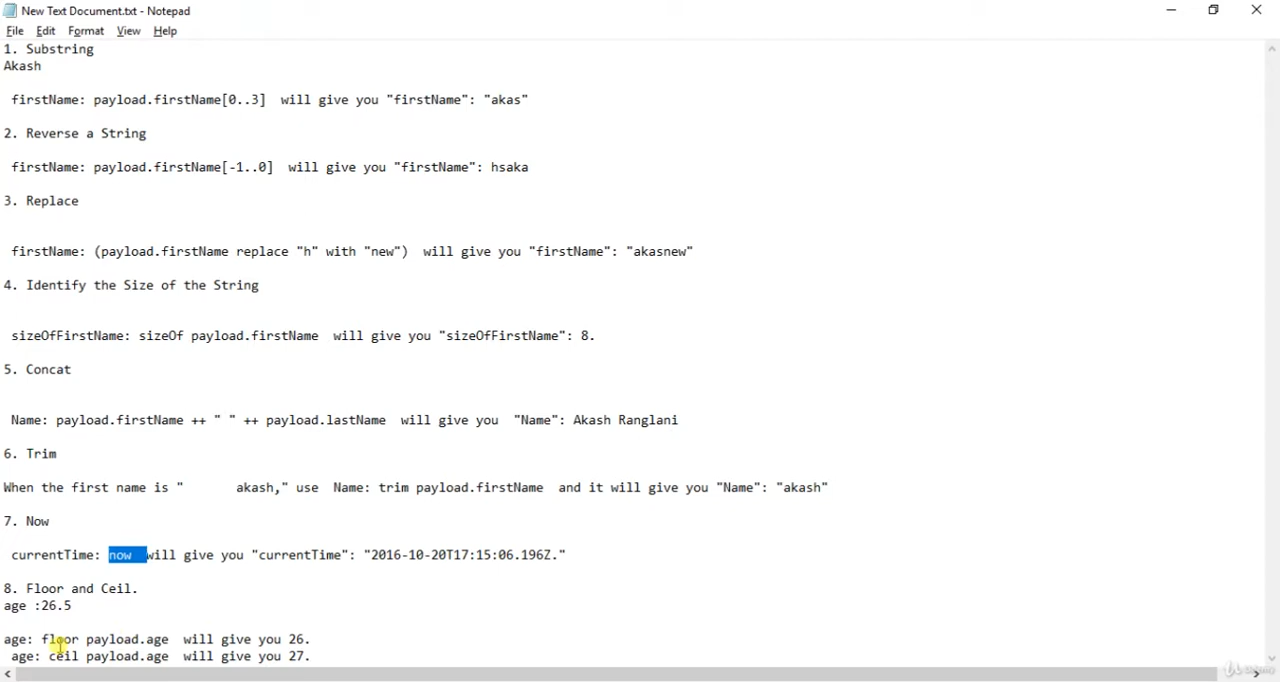 New Text Document.txt - Notepad
File Edit Format View Help
1. Substring
Akash
firstName: payload.firstName[0..3]  will give you "firstName": "akas"
2. Reverse a String
firstName: payload.firstName[-1..0]  will give you "firstName": hsaka
3. Replace
firstName: (payload.firstName replace "h" with "new")  will give you "firstName": "akasnew"
4. Identify the Size of the String
sizeOfFirstName: sizeOf payload.firstName  will give you "sizeOfFirstName": 8.
5. Concat
Name: payload.firstName ++ " " ++ payload.lastName  will give you  "Name": Akash Ranglani
6. Trim
When the first name is "       akash," use  Name: trim payload.firstName  and it will give you "Name": "akash"
7. Now
currentTime: now  will give you "currentTime": "2016-10-20T17:15:06.196Z."
8. Floor and Ceil.
age :26.5
age: floor payload.age  will give you 26.
age: ceil payload.age  will give you 27.
Udemy